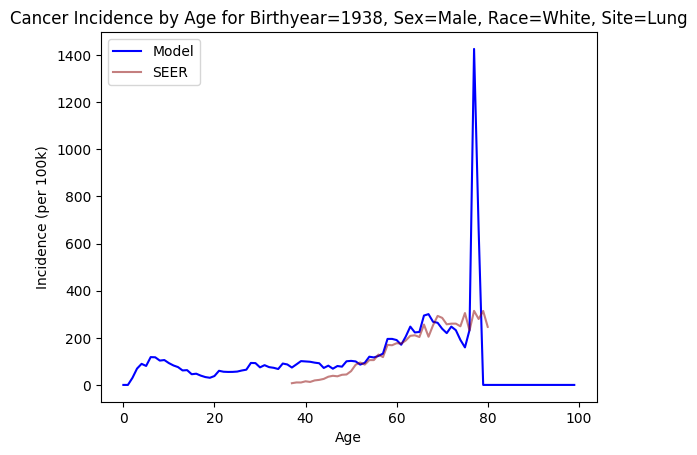 Cancer Incidence by Age for Birthyear=1938, Sex=Male, Race=White, Site=Lung
Model
SEER
1400
1200
1000
800
600
400
200
0
Incidence (per 100k)
0 20 40 60 80 100
Age